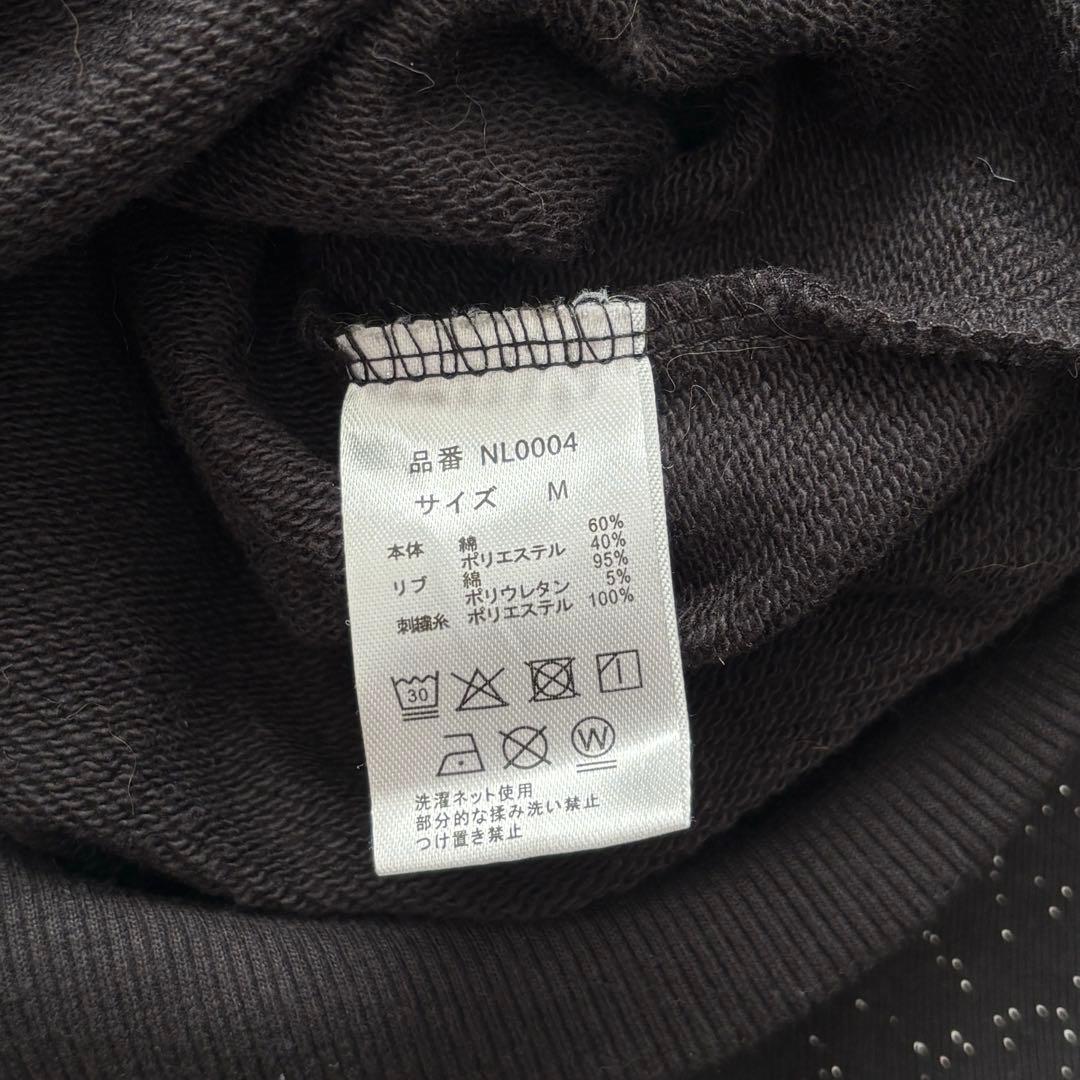 品番 NL0004
サイズ M
本体 綿 60%
ポリエステル 40%
リブ 綿 95%
ポリウレタン 5%
刺繍糸 ポリエステル 100%
30
W
洗濯ネット使用
部分的な揉み洗い禁止
つけ置き禁止